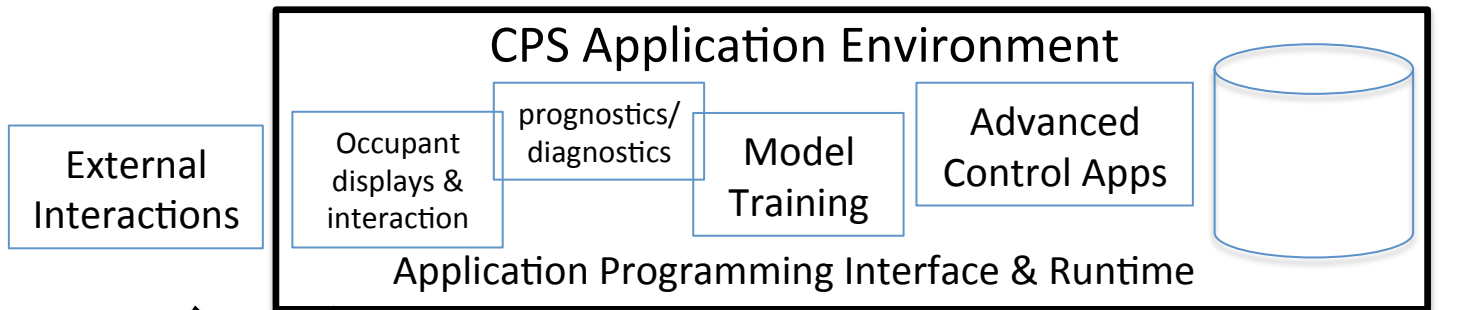 CPS Application Environment
External
Interactions
Occupant
displays &
interaction
prognostics/
diagnostics
Model
Training
Advanced
Control Apps
Application Programming Interface & Runtime